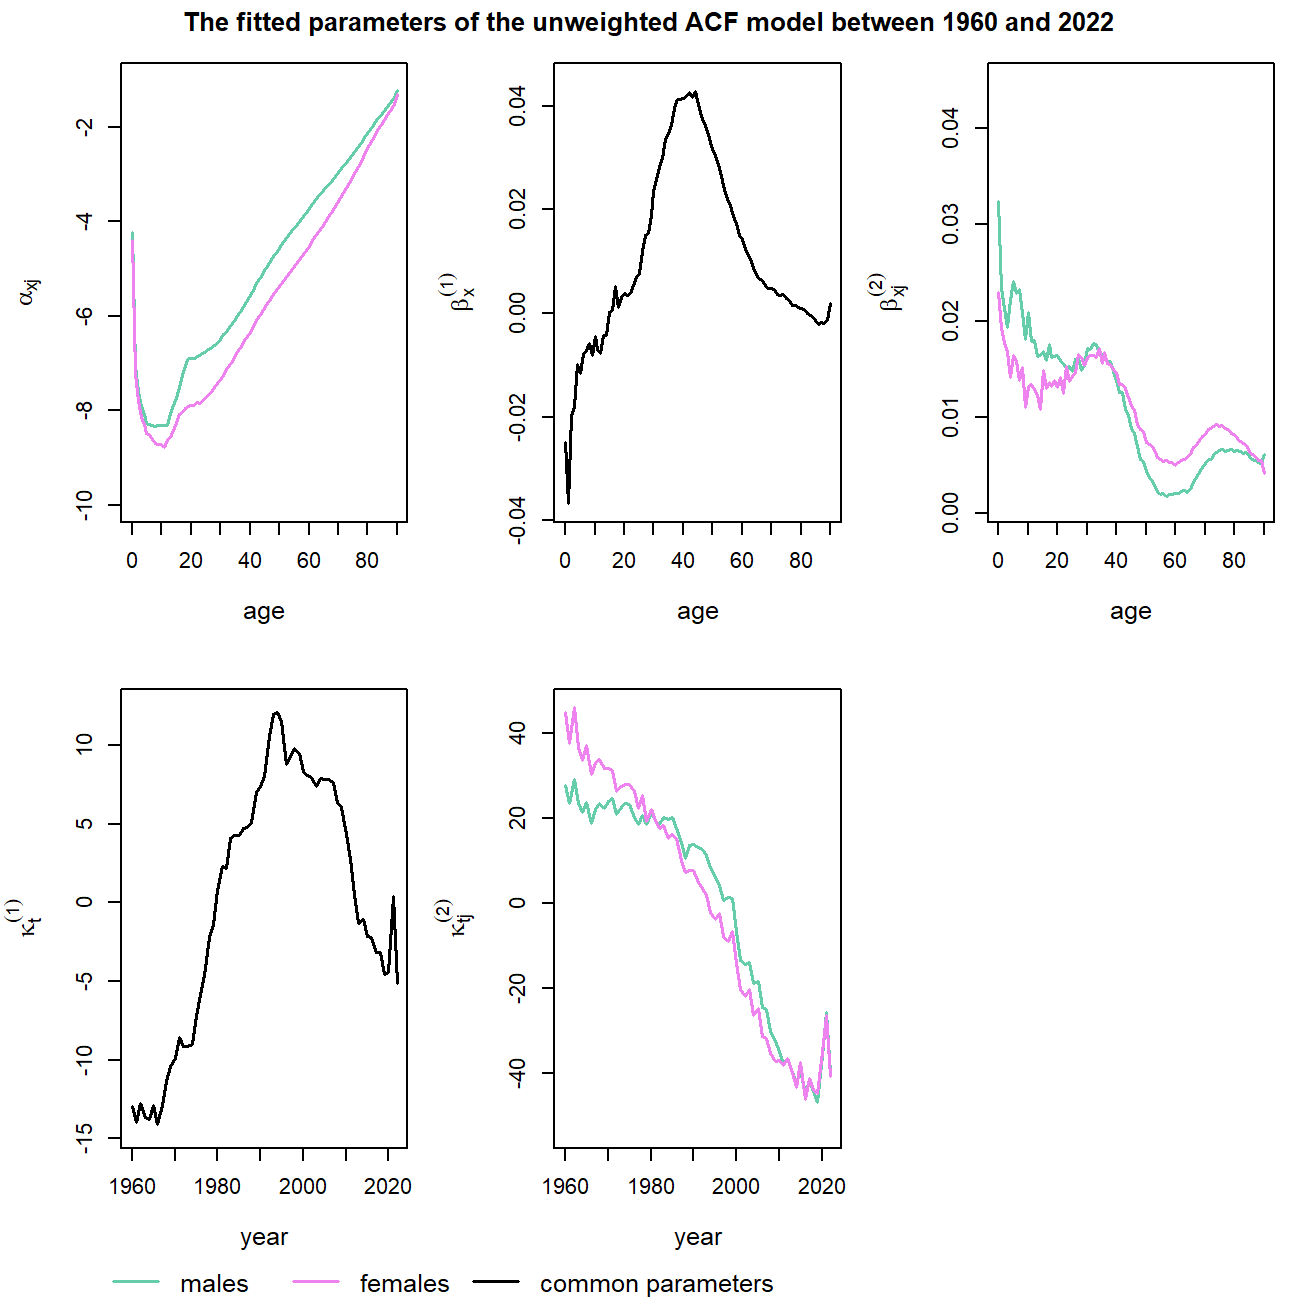 The fitted parameters of the unweighted ACF model between 1960 and 2022
αxj
-2
-4
-6
-8
-10
0 20 40 60 80
age
βx(1)
0.04
0.02
0.00
-0.02
-0.04
0 20 40 60 80
age
βxj(2)
0.04
0.03
0.02
0.01
0.00
0 20 40 60 80
age
κt(1)
10
5
0
-5
-10
-15
1960 1980 2000 2020
year
κtj(2)
40
20
0
-20
-40
1960 1980 2000 2020
year
males females common parameters